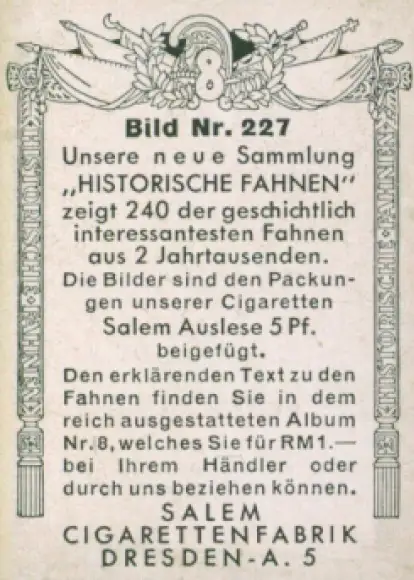 8
HISTORISCHE FAHNEN
HISTORISCHE FAHNEN
Bild Nr. 227
Unsere neue Sammlung
„HISTORISCHE FAHNEN"
zeigt 240 der geschichtlich
interessantesten Fahnen
aus 2 Jahrtausenden.
Die Bilder sind den Packun-
gen unserer Cigaretten
Salem Auslese 5 Pf.
beigefügt.
Den erklärenden Text zu den
Fahnen finden Sie in dem
reich ausgestatteten Album
Nr. 8, welches Sie für RM 1.—
bei Ihrem Händler oder
durch uns beziehen können.
SALEM
CIGARETTENFABRIK
DRESDEN-A. 5